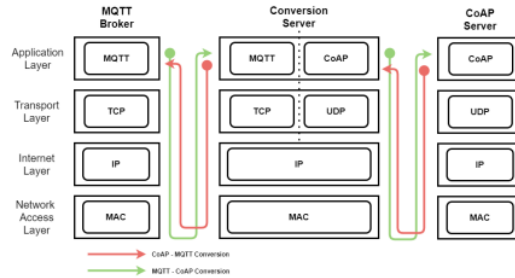 MQTT
Broker
Conversion
Server
CoAP
Server
Application
Layer
MQTT
MQTT
CoAP
CoAP
Transport
Layer
TCP
TCP
UDP
UDP
Internet
Layer
IP
IP
IP
Network
Access
Layer
MAC
MAC
MAC
CoAP - MQTT Conversion
MQTT - CoAP Conversion